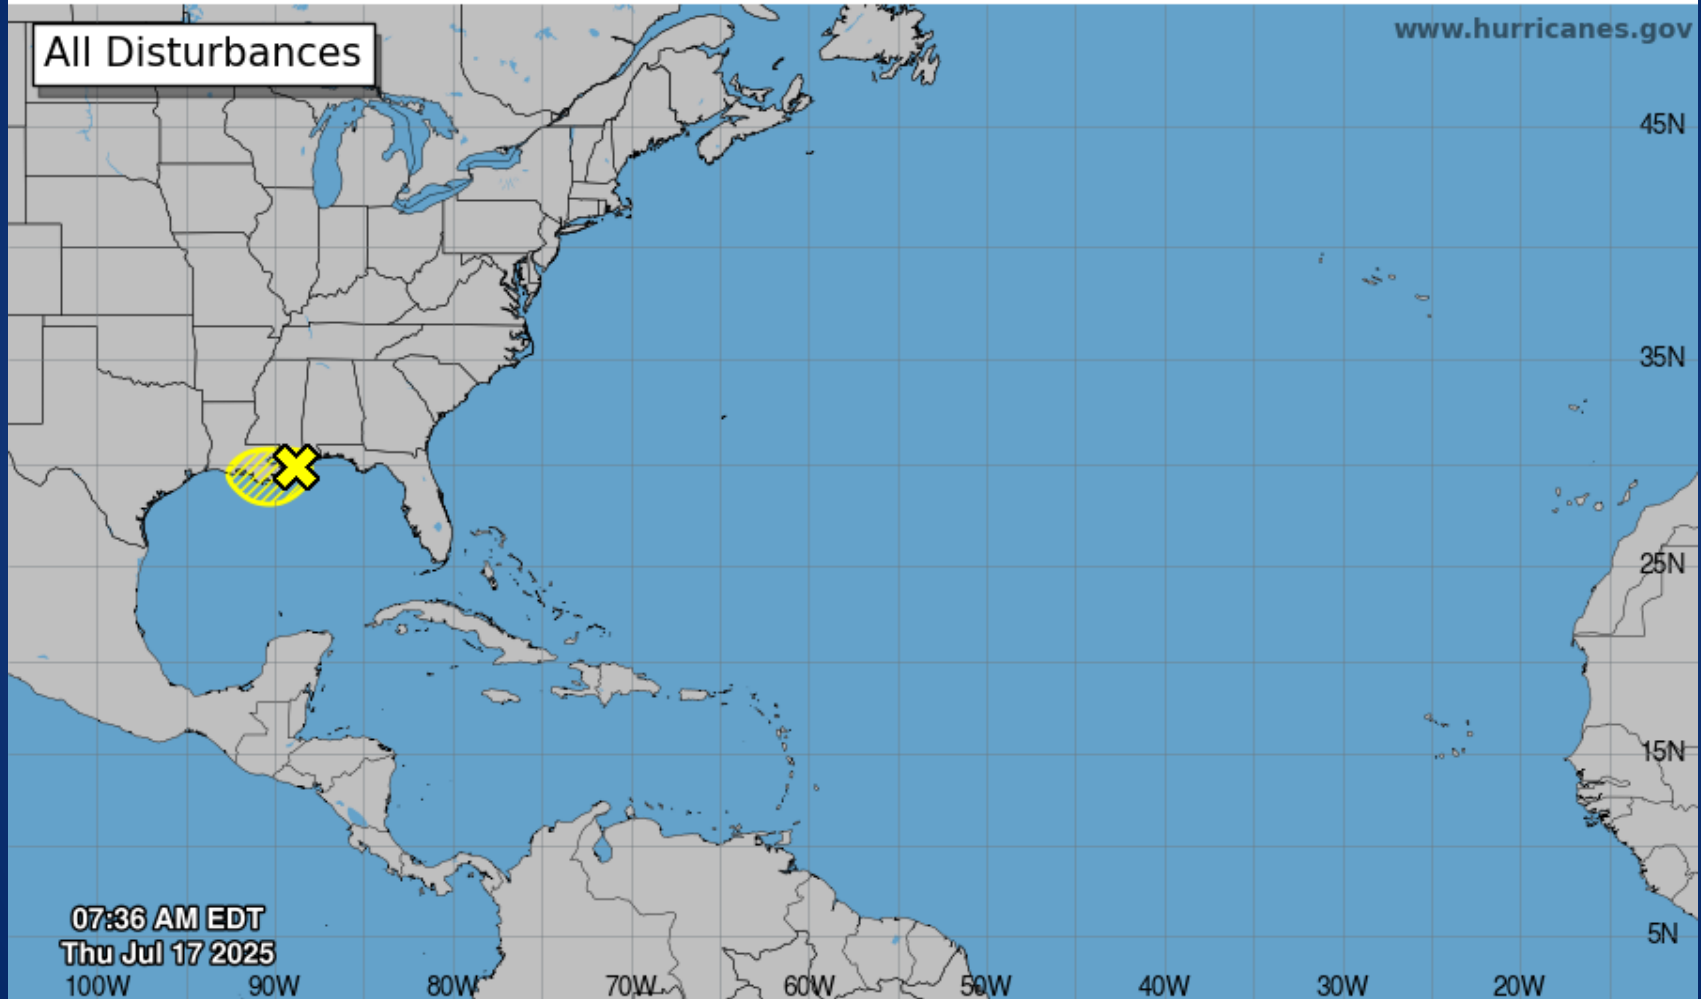 www.hurricanes.gov
All Disturbances
45N
35N
25N
15N
5N
07:36 AM EDT
Thu Jul 17 2025
100W 90W 80W 70W 60W 50W 40W 30W 20W